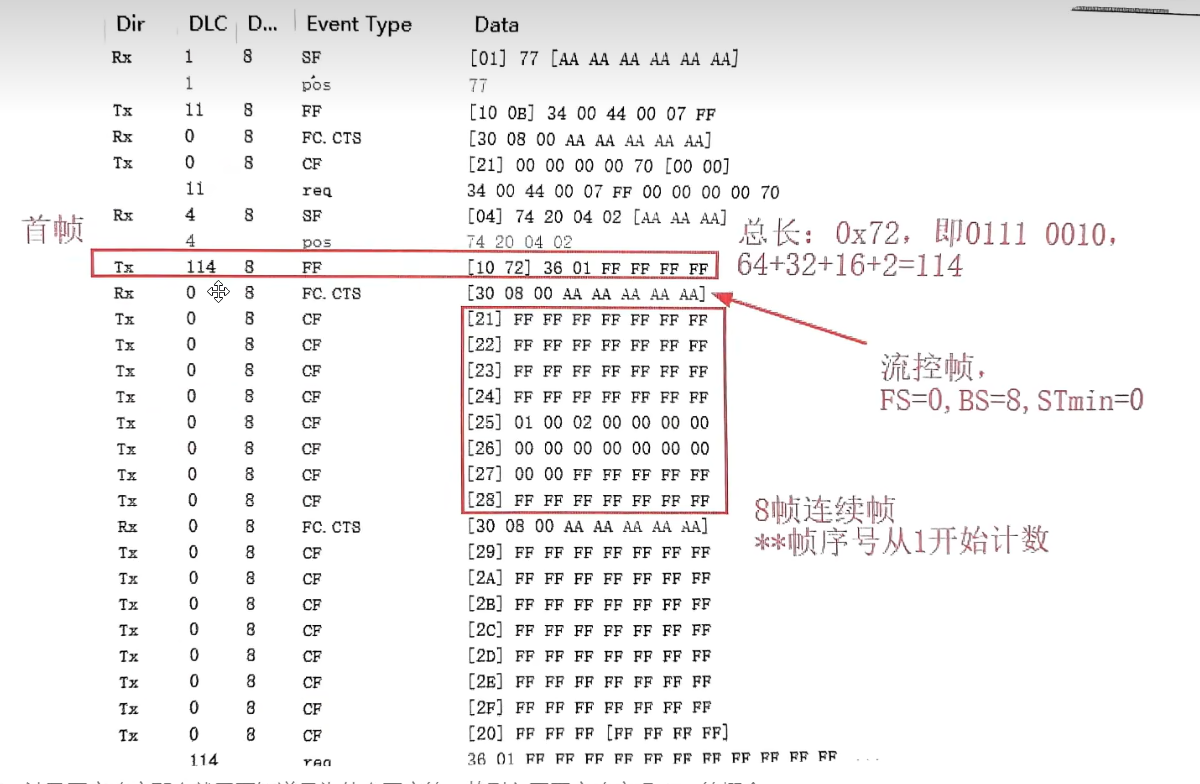 Dir DLC D... Event Type Data
Rx 1 8 SF [01] 77 [AA AA AA AA AA AA]
1 pos 77
Tx 11 8 FF [10 0B] 34 00 44 00 07 FF
Rx 0 8 FC.CTS [30 08 00 AA AA AA AA AA]
Tx 0 8 CF [21] 00 00 00 00 70 [00 00]
11 req 34 00 44 00 07 FF 00 00 00 00 70
Rx 4 8 SF [04] 74 20 04 02 [AA AA AA]
首帧
4 pos 74 20 04 02
总长：0x72，即0111 0010，
64+32+16+2=114
Tx 114 8 FF [10 72] 36 01 FF FF FF FF
Rx 0 8 FC.CTS [30 08 00 AA AA AA AA AA]
Tx 0 8 CF [21] FF FF FF FF FF FF FF
Tx 0 8 CF [22] FF FF FF FF FF FF FF
Tx 0 8 CF [23] FF FF FF FF FF FF FF
流控帧，
FS=0,BS=8,STmin=0
Tx 0 8 CF [24] FF FF FF FF FF FF FF
Tx 0 8 CF [25] 01 00 02 00 00 00 00
Tx 0 8 CF [26] 00 00 00 00 00 00 00
Tx 0 8 CF [27] 00 00 FF FF FF FF FF
Tx 0 8 CF [28] FF FF FF FF FF FF FF
8帧连续帧
**帧序号从1开始计数
Rx 0 8 FC.CTS [30 08 00 AA AA AA AA AA]
Tx 0 8 CF [29] FF FF FF FF FF FF FF
Tx 0 8 CF [2A] FF FF FF FF FF FF FF
Tx 0 8 CF [2B] FF FF FF FF FF FF FF
Tx 0 8 CF [2C] FF FF FF FF FF FF FF
Tx 0 8 CF [2D] FF FF FF FF FF FF FF
Tx 0 8 CF [2E] FF FF FF FF FF FF FF
Tx 0 8 CF [2F] FF FF FF FF FF FF FF
Tx 0 8 CF [20] FF FF FF [FF FF FF FF]
114 req 36 01 FF FF FF FF FF FF FF FF FF FF ...